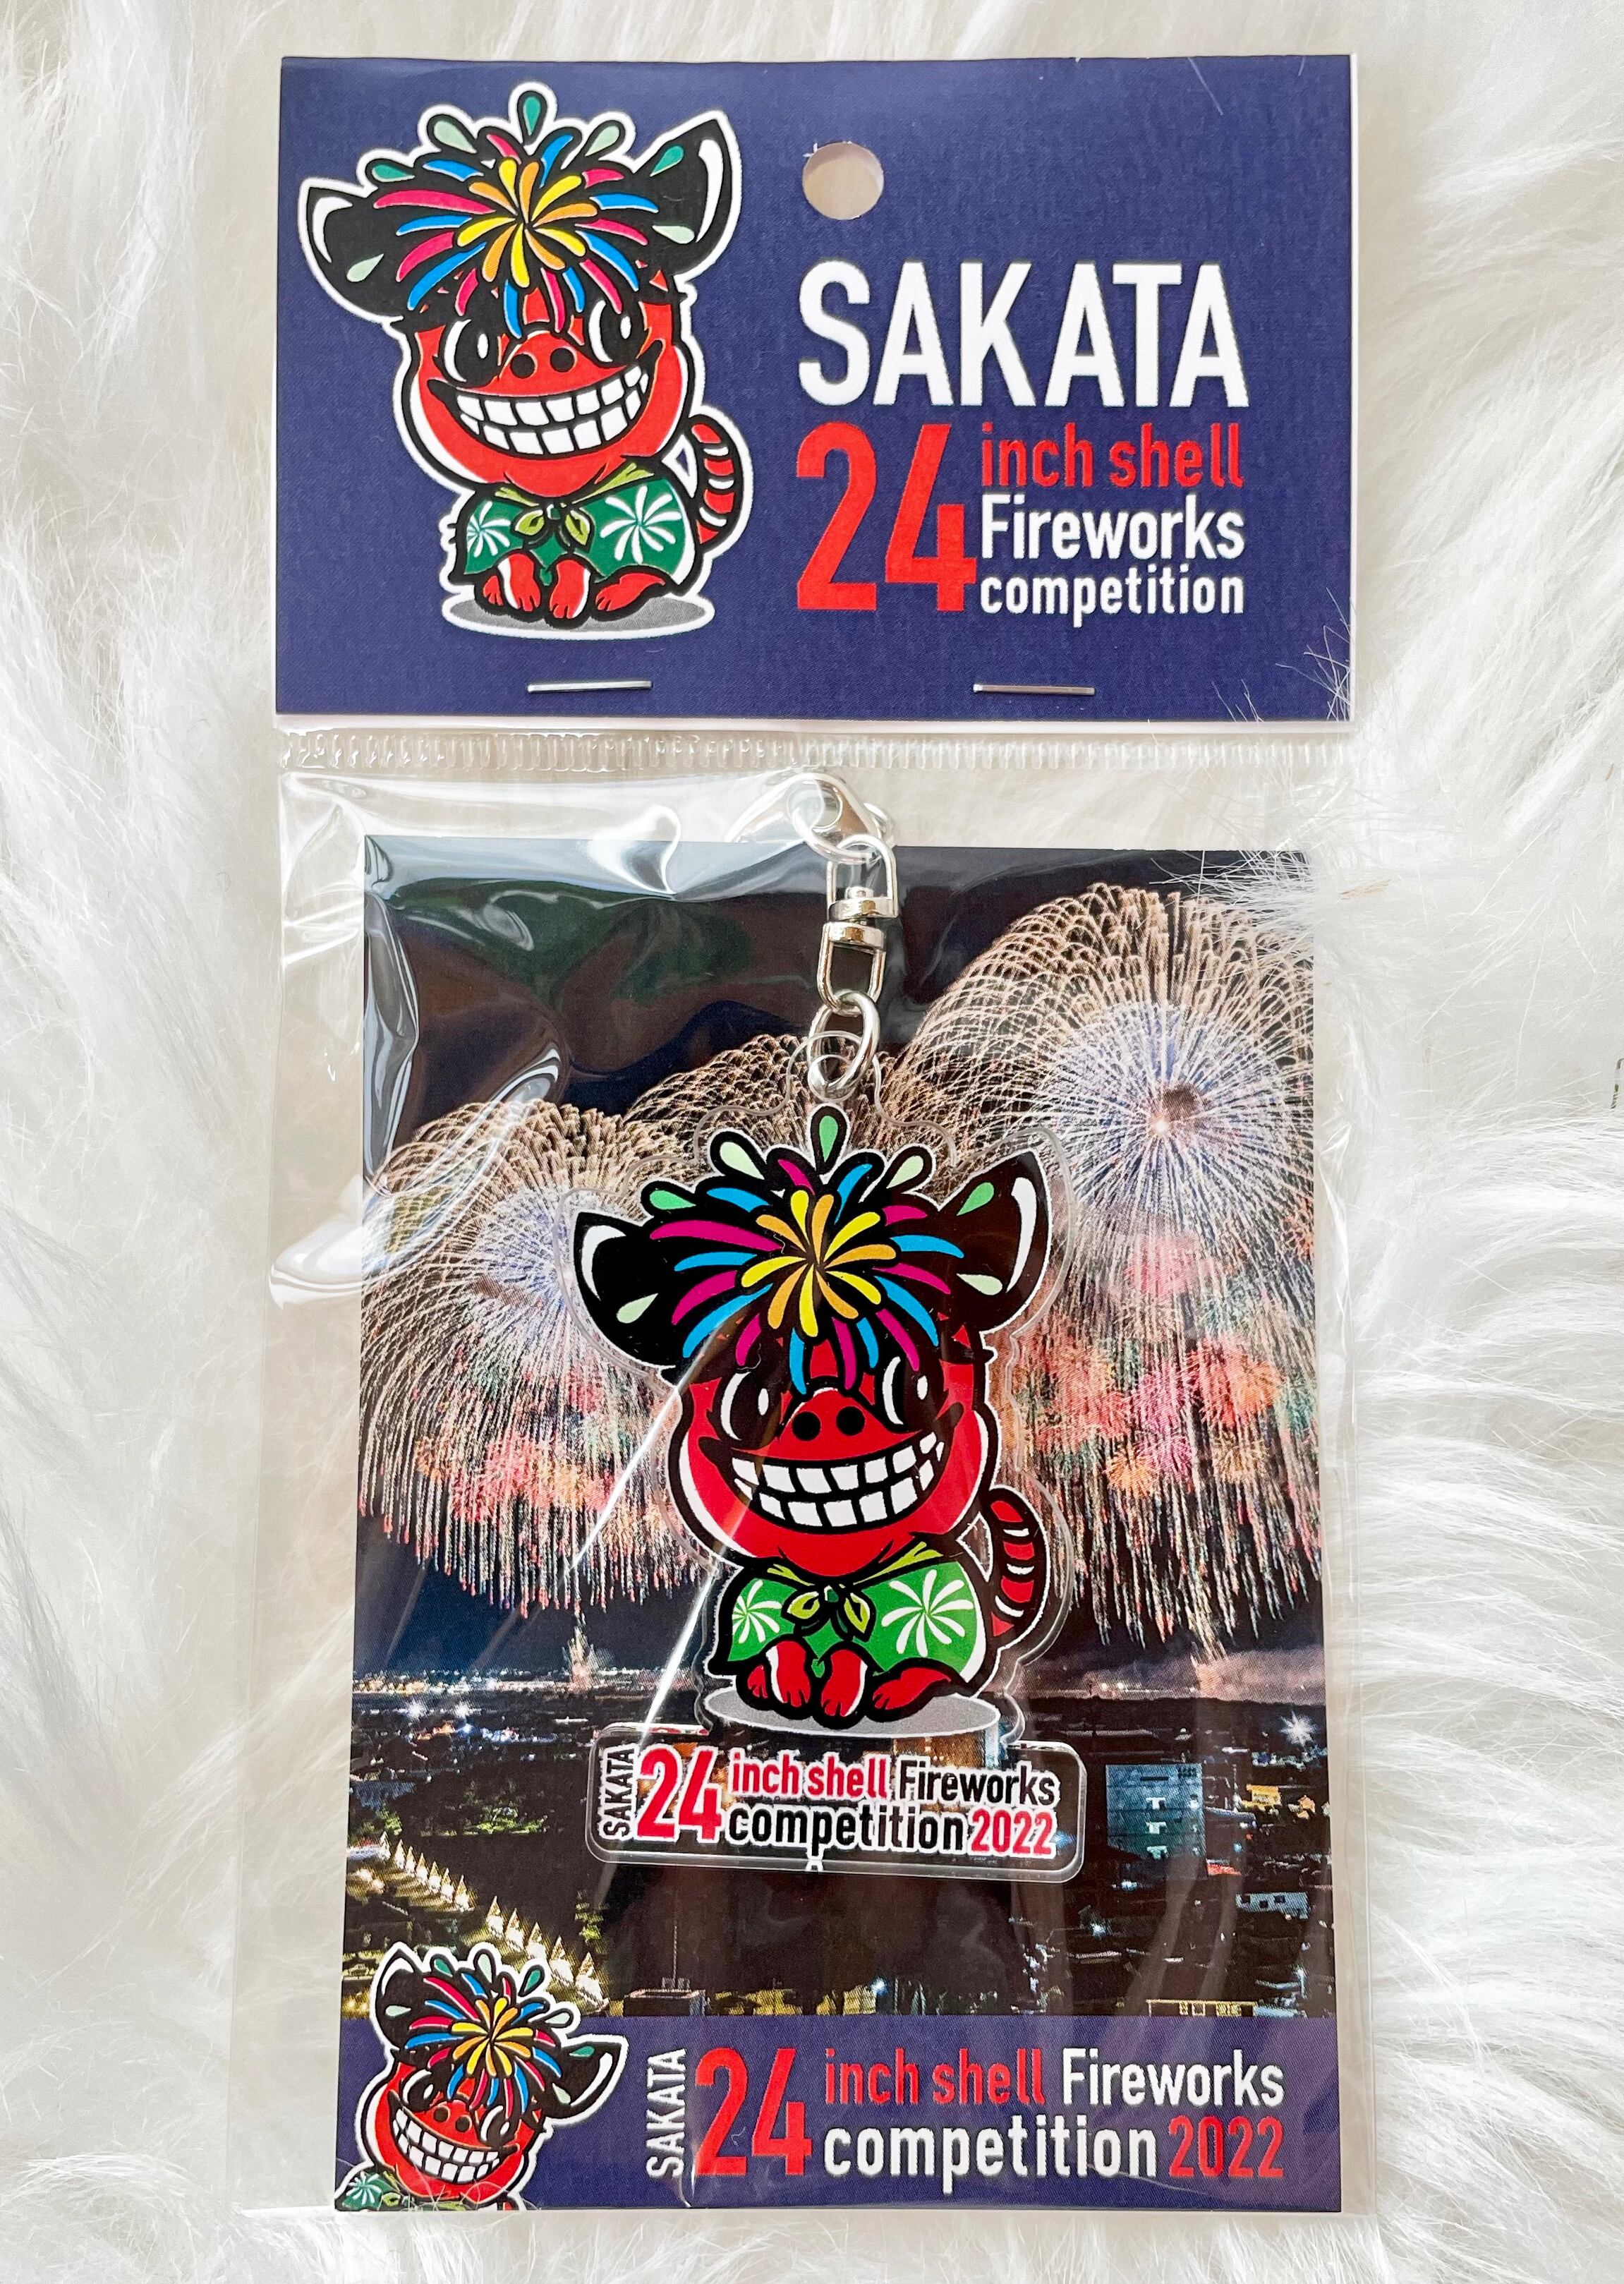 SAKATA
24 inch shell
Fireworks
competition
SAKATA 24 inch shell Fireworks
competition 2022
SAKATA 24 inch shell Fireworks
competition 2022